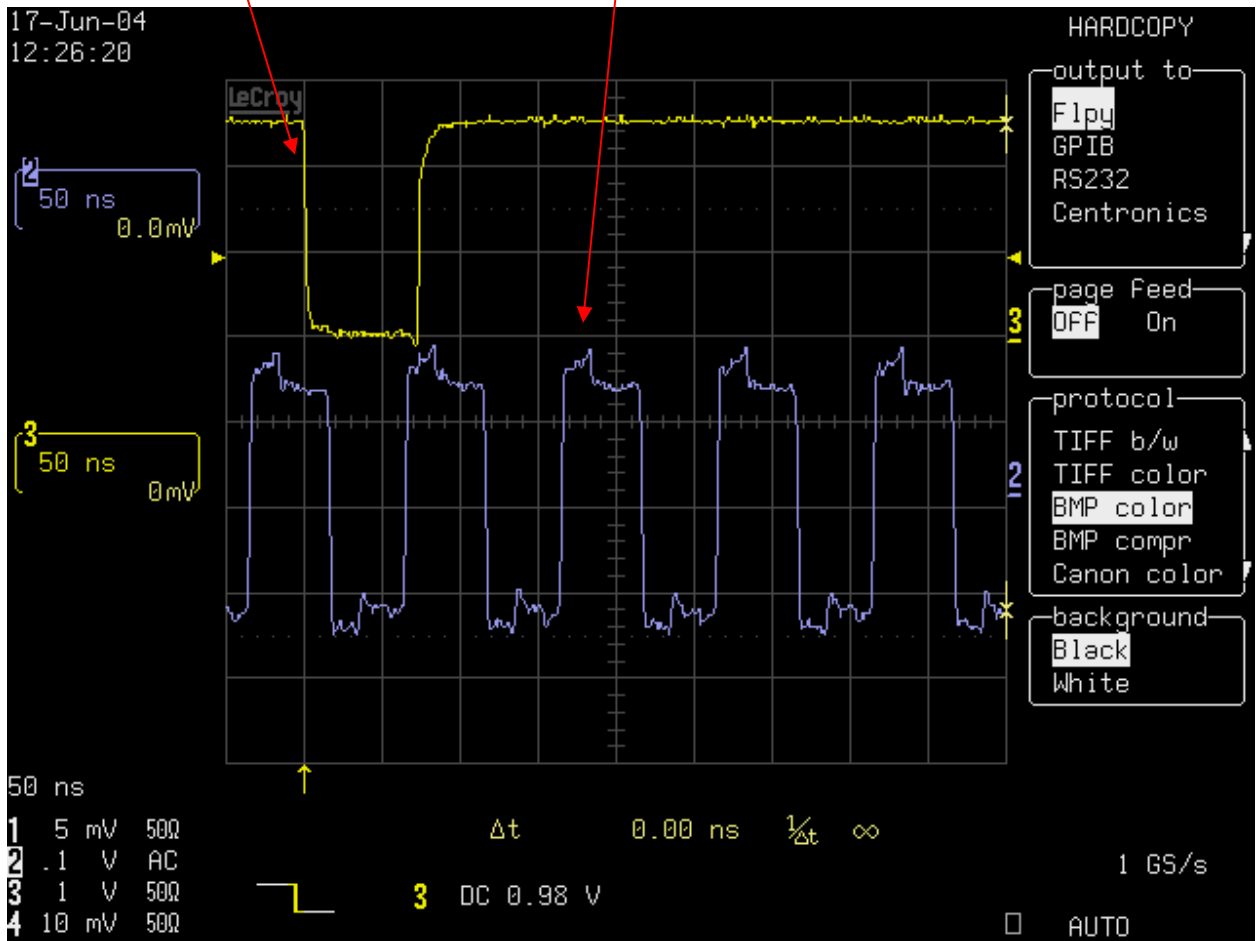 17-Jun-04
12:26:20
LeCroy
2
50 ns
0.0mV
3
50 ns
0mV
3
2
HARDCOPY
output to
Flpy
GPIB
RS232
Centronics
page feed
OFF On
protocol
TIFF b/w
TIFF color
BMP color
BMP compr
Canon color
background
Black
White
50 ns
1 5 mV 50Ω
2 .1 V AC
3 1 V 50Ω
4 10 mV 50Ω
Δt 0.00 ns 1/Δt ∞
3 DC 0.98 V
1 GS/s
AUTO